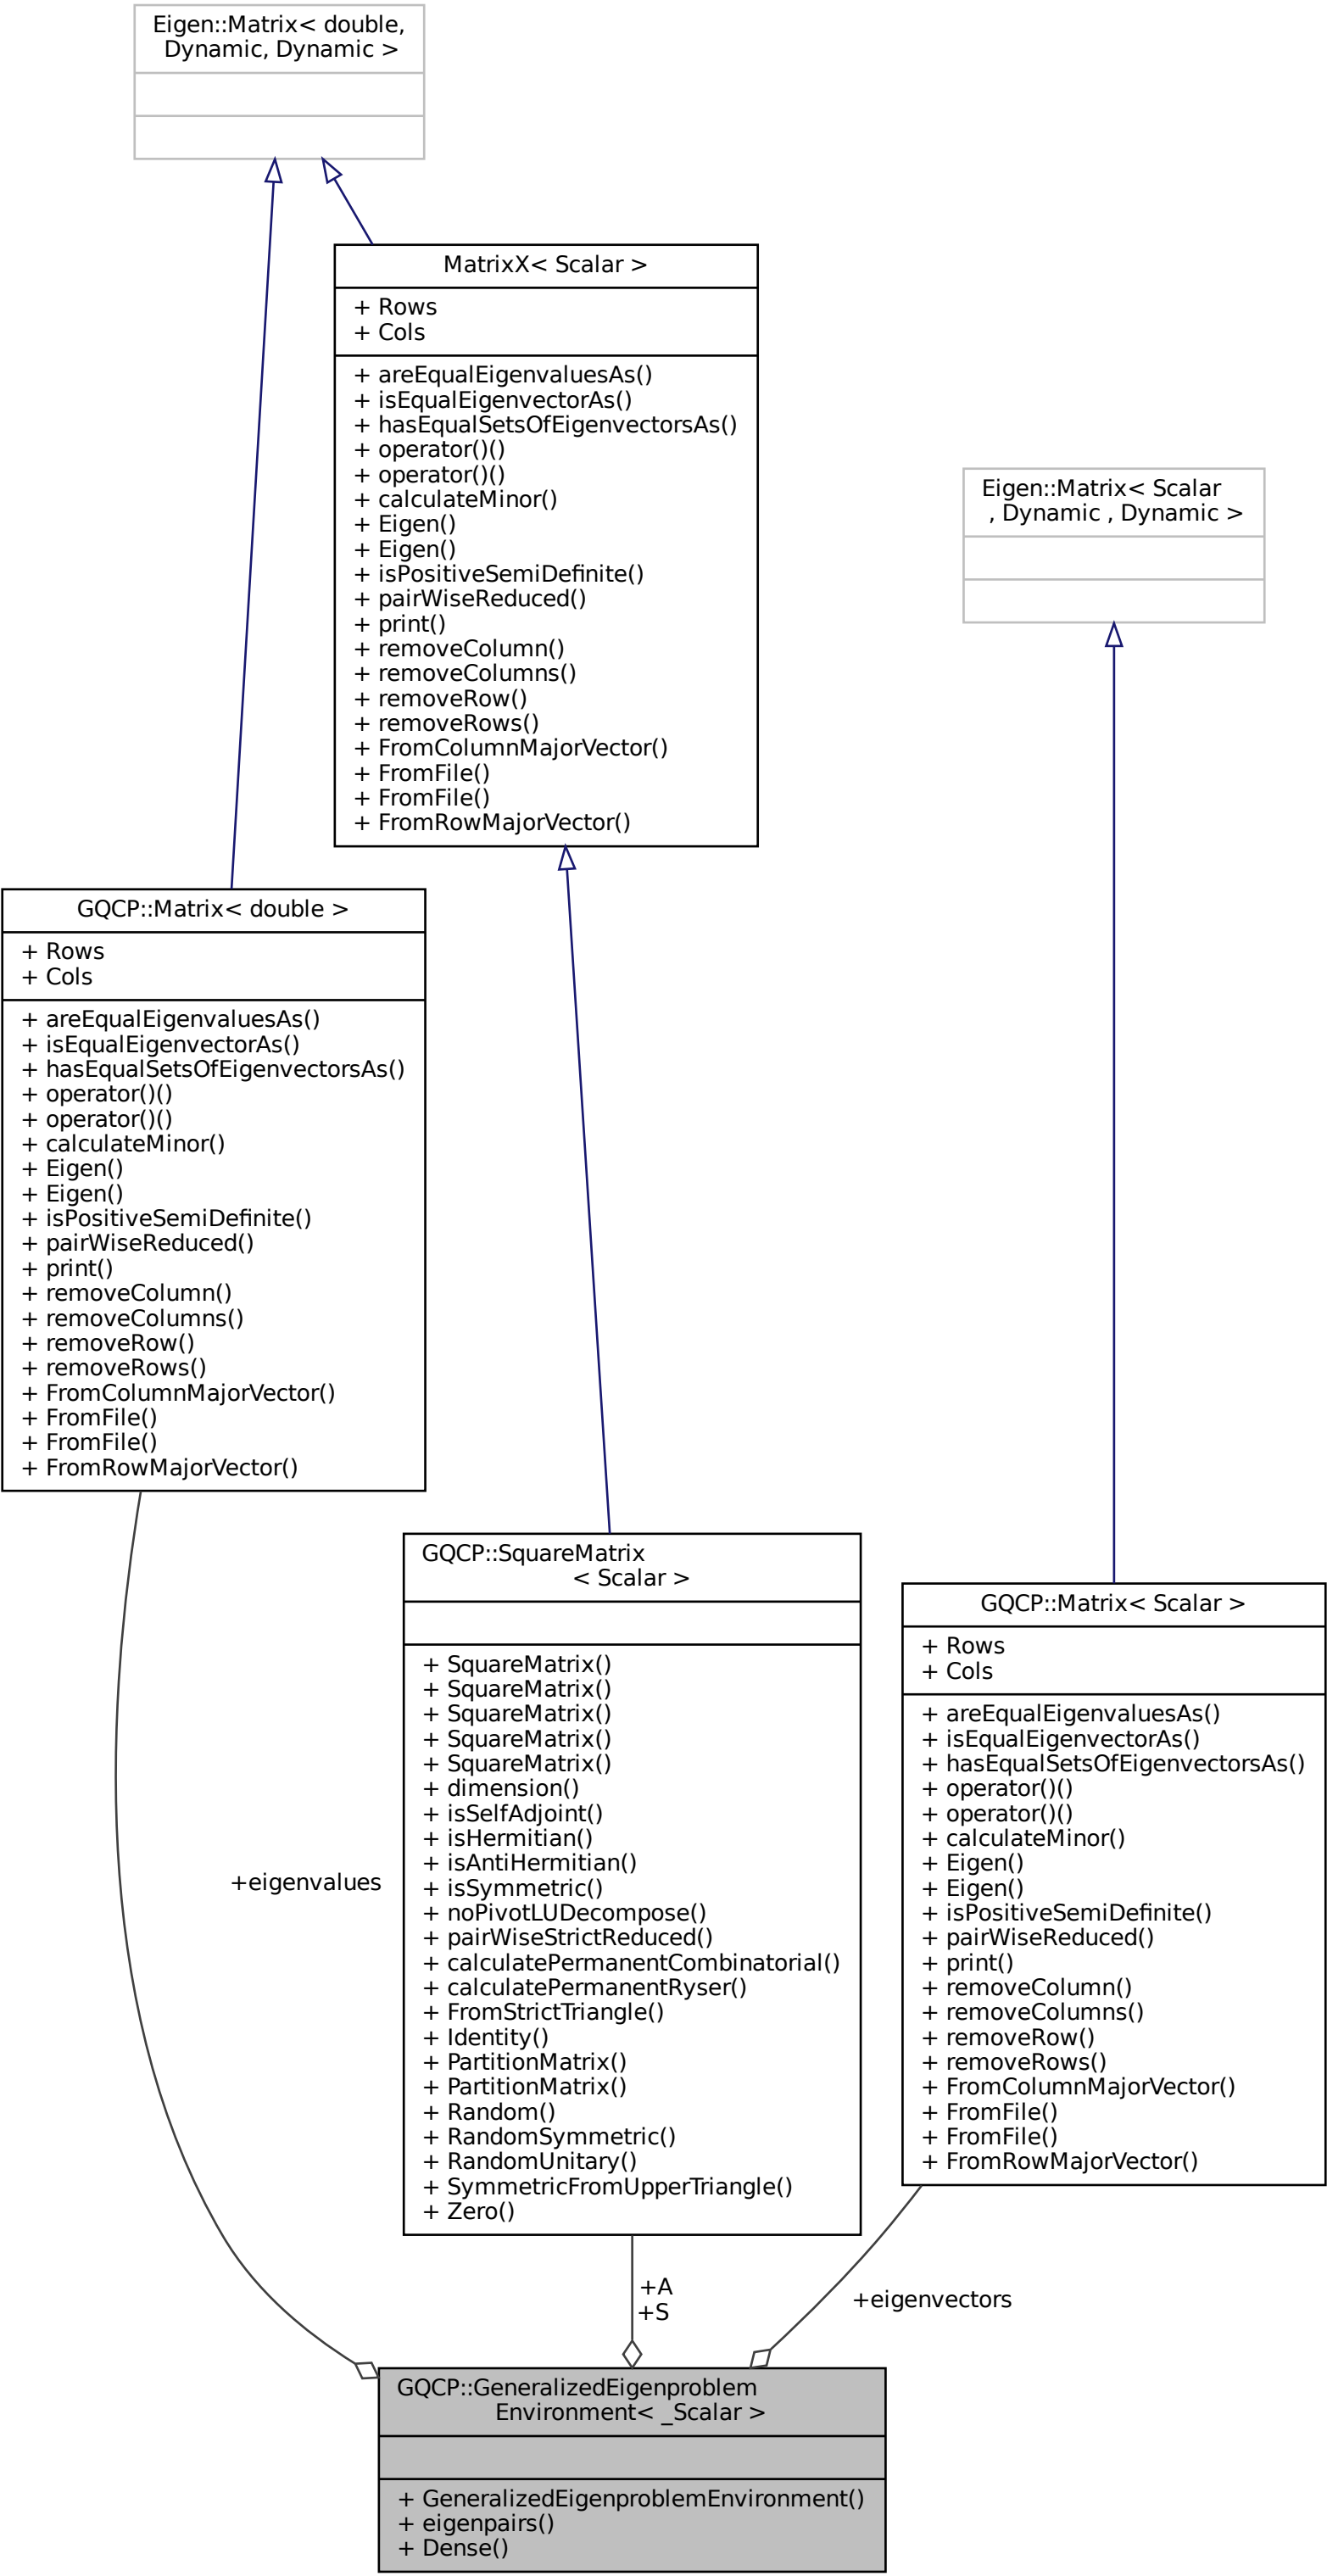 Eigen::Matrix< double,
Dynamic, Dynamic >
MatrixX< Scalar >
+ Rows
+ Cols
+ areEqualEigenvaluesAs()
+ isEqualEigenvectorAs()
+ hasEqualSetsOfEigenvectorsAs()
+ operator()()
+ operator()()
+ calculateMinor()
+ Eigen()
+ Eigen()
+ isPositiveSemiDefinite()
+ pairWiseReduced()
+ print()
+ removeColumn()
+ removeColumns()
+ removeRow()
+ removeRows()
+ FromColumnMajorVector()
+ FromFile()
+ FromFile()
+ FromRowMajorVector()
Eigen::Matrix< Scalar
, Dynamic , Dynamic >
GQCP::Matrix< double >
+ Rows
+ Cols
+ areEqualEigenvaluesAs()
+ isEqualEigenvectorAs()
+ hasEqualSetsOfEigenvectorsAs()
+ operator()()
+ operator()()
+ calculateMinor()
+ Eigen()
+ Eigen()
+ isPositiveSemiDefinite()
+ pairWiseReduced()
+ print()
+ removeColumn()
+ removeColumns()
+ removeRow()
+ removeRows()
+ FromColumnMajorVector()
+ FromFile()
+ FromFile()
+ FromRowMajorVector()
GQCP::SquareMatrix
< Scalar >
+ SquareMatrix()
+ SquareMatrix()
+ SquareMatrix()
+ SquareMatrix()
+ SquareMatrix()
+ dimension()
+ isSelfAdjoint()
+ isHermitian()
+ isAntiHermitian()
+ isSymmetric()
+ noPivotLUDecompose()
+ pairWiseStrictReduced()
+ calculatePermanentCombinatorial()
+ calculatePermanentRyser()
+ FromStrictTriangle()
+ Identity()
+ PartitionMatrix()
+ PartitionMatrix()
+ Random()
+ RandomSymmetric()
+ RandomUnitary()
+ SymmetricFromUpperTriangle()
+ Zero()
GQCP::Matrix< Scalar >
+ Rows
+ Cols
+ areEqualEigenvaluesAs()
+ isEqualEigenvectorAs()
+ hasEqualSetsOfEigenvectorsAs()
+ operator()()
+ operator()()
+ calculateMinor()
+ Eigen()
+ Eigen()
+ isPositiveSemiDefinite()
+ pairWiseReduced()
+ print()
+ removeColumn()
+ removeColumns()
+ removeRow()
+ removeRows()
+ FromColumnMajorVector()
+ FromFile()
+ FromFile()
+ FromRowMajorVector()
+eigenvalues
+A
+S
+eigenvectors
GQCP::GeneralizedEigenproblem
Environment< _Scalar >
+ GeneralizedEigenproblemEnvironment()
+ eigenpairs()
+ Dense()